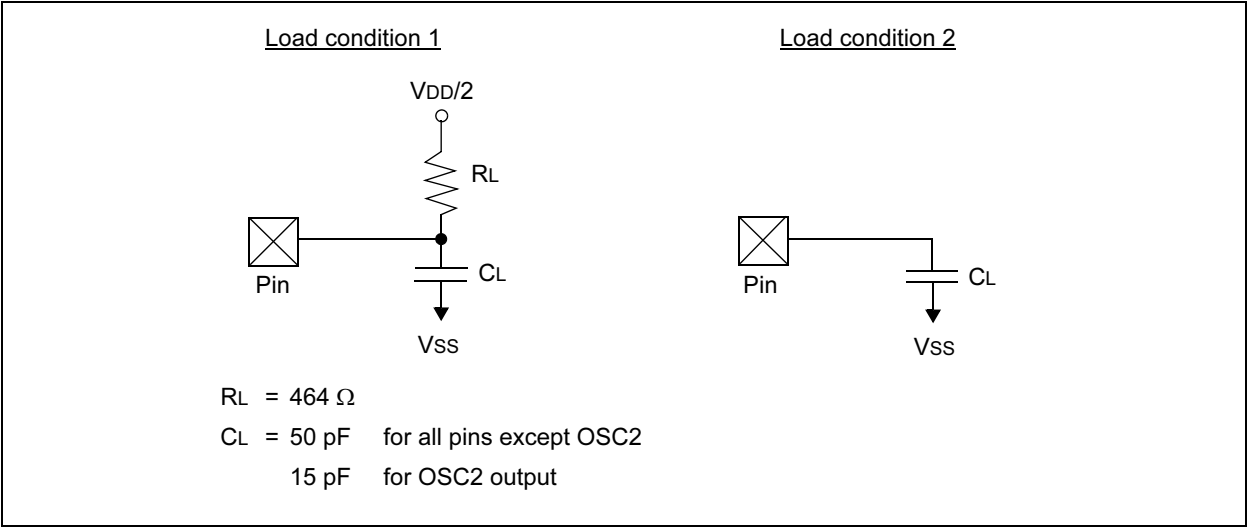 Load condition 1
VDD/2
RL
Pin
CL
VSS
Load condition 2
Pin
CL
VSS
RL = 464 Ω
CL = 50 pF for all pins except OSC2
15 pF for OSC2 output